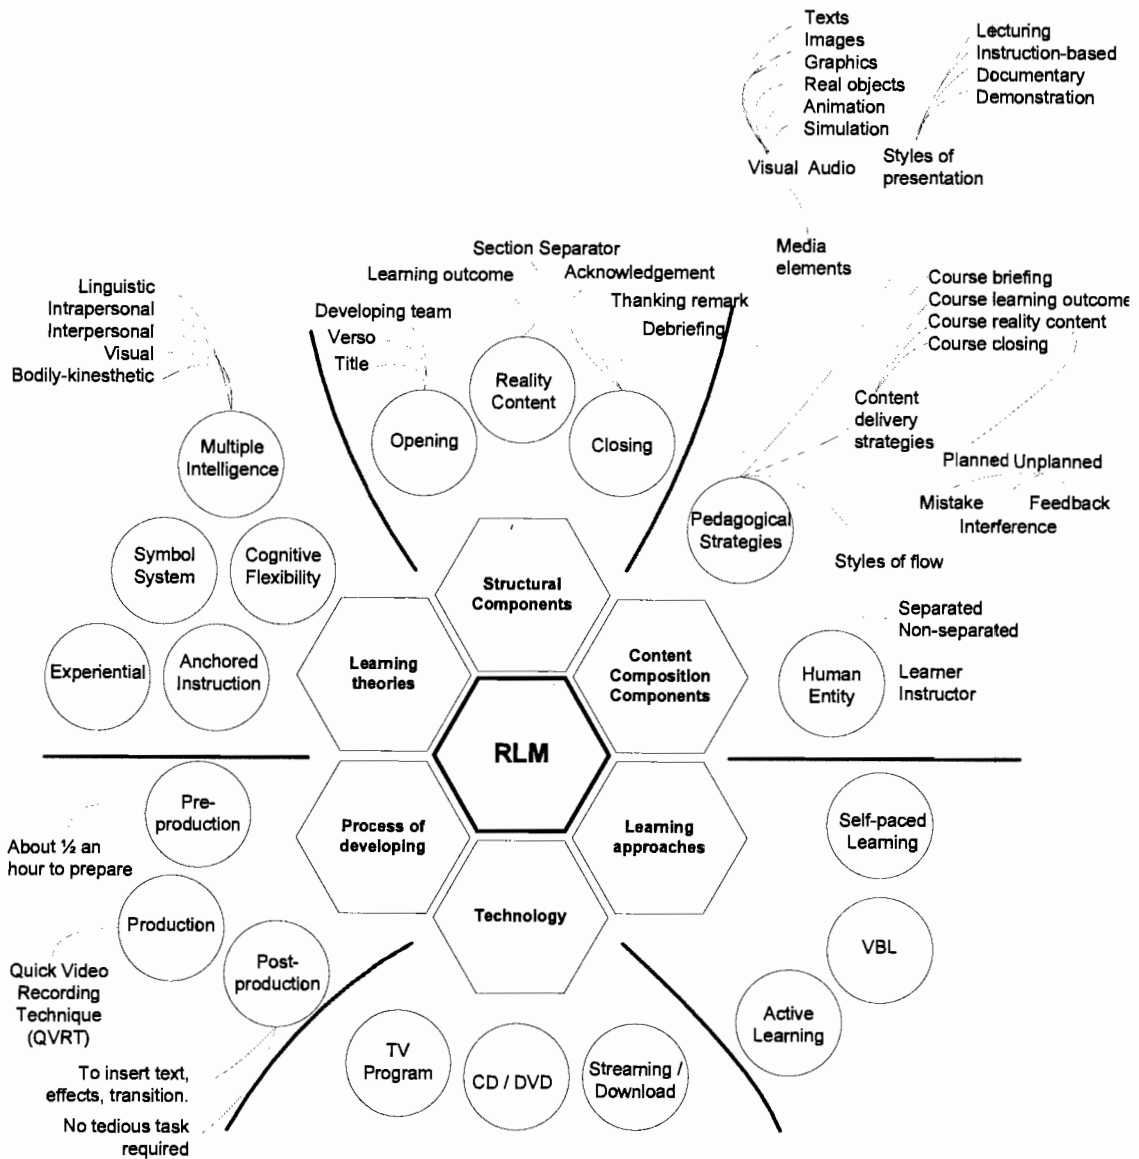 Texts
Images
Graphics
Real objects
Animation
Simulation
Lecturing
Instruction-based
Documentary
Demonstration
Visual Audio
Styles of
presentation
Media
elements
Section Separator
Learning outcome
Acknowledgement
Developing team
Thanking remark
Verso
Debriefing
Title
Linguistic
Intrapersonal
Interpersonal
Visual
Bodily-kinesthetic
Course briefing
Course learning outcome
Course reality content
Course closing
Reality
Content
Opening
Closing
Content
delivery
strategies
Multiple
Intelligence
Planned Unplanned
Mistake
Feedback
Interference
Pedagogical
Strategies
Styles of flow
Symbol
System
Cognitive
Flexibility
Structural
Components
Separated
Non-separated
Experiential
Anchored
Instruction
Learning
theories
Content
Composition
Components
Human
Entity
Learner
Instructor
RLM
Pre-
production
About ½ an
hour to prepare
Process of
developing
Learning
approaches
Self-paced
Learning
Technology
Production
Post-
production
VBL
Quick Video
Recording
Technique
(QVRT)
Active
Learning
TV
Program
CD / DVD
Streaming /
Download
To insert text,
effects, transition.
No tedious task
required